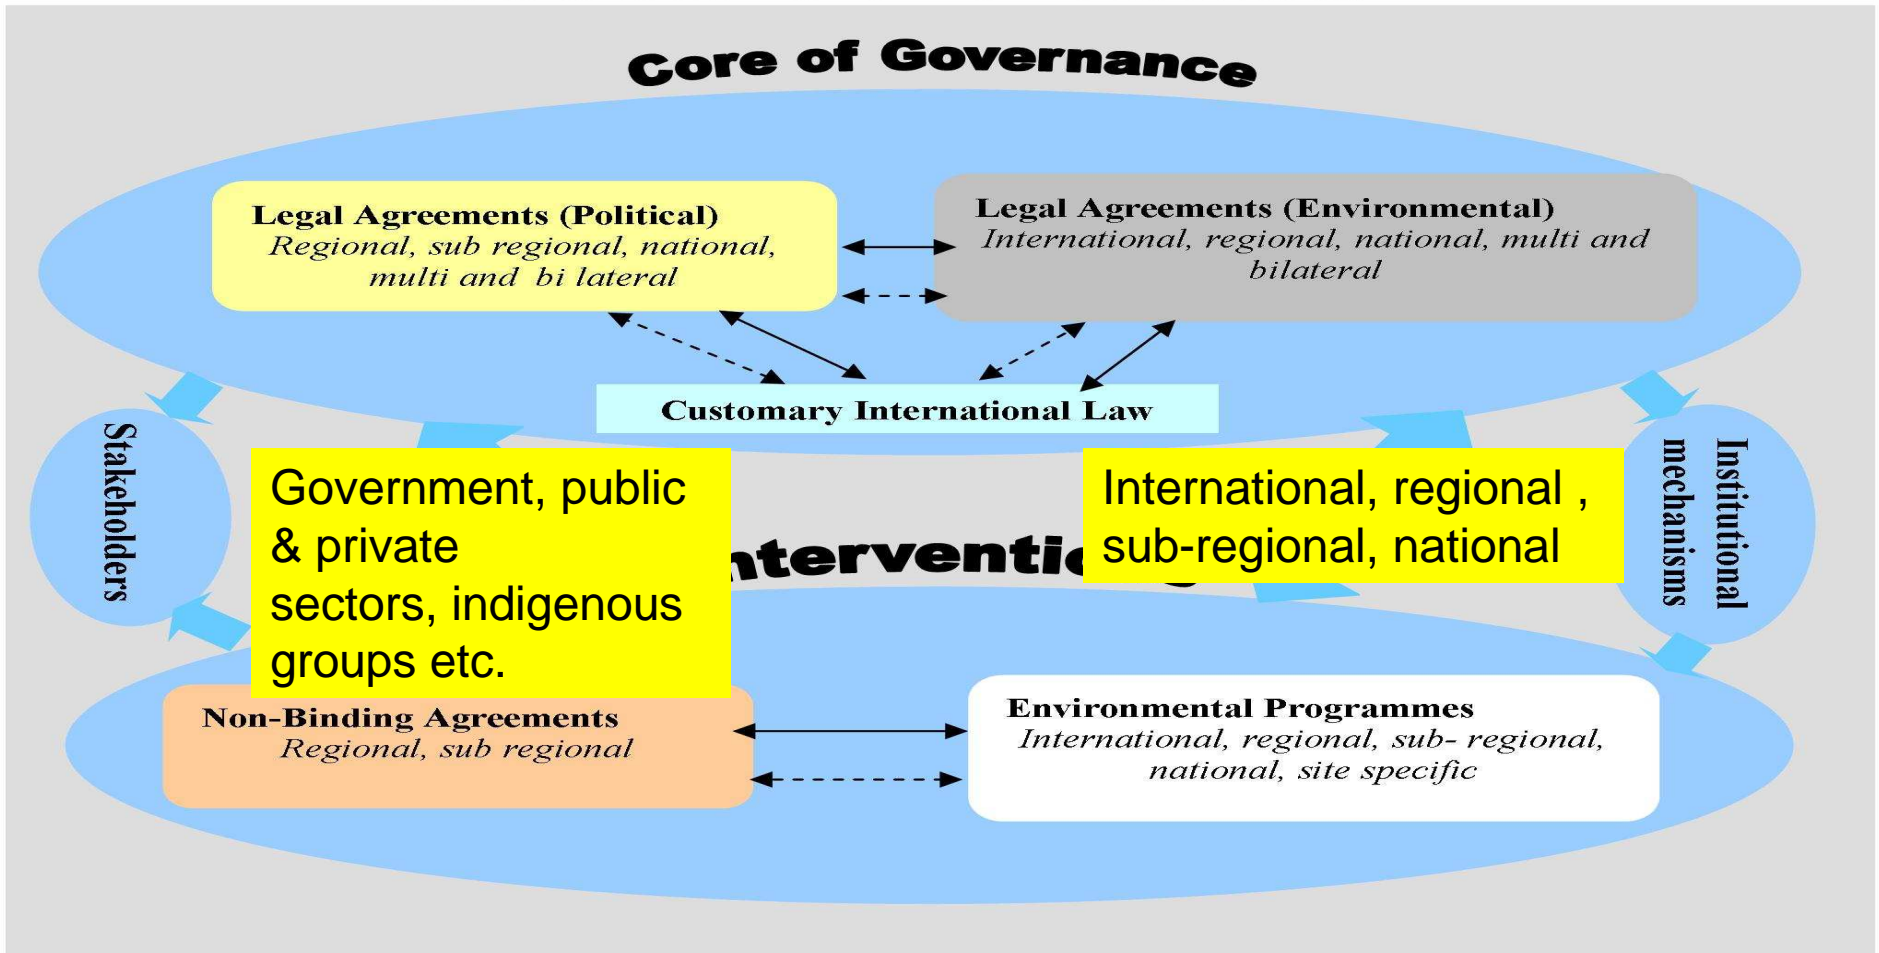 Core of Governance
Legal Agreements (Political)
Regional, sub regional, national,
multi and bi lateral
Legal Agreements (Environmental)
International, regional, national, multi and
bilateral
Customary International Law
Stakeholders
Government, public
& private
sectors, indigenous
groups etc.
International, regional ,
sub-regional, national
Institutional
mechanisms
Non-Binding Agreements
Regional, sub regional
Environmental Programmes
International, regional, sub- regional,
national, site specific